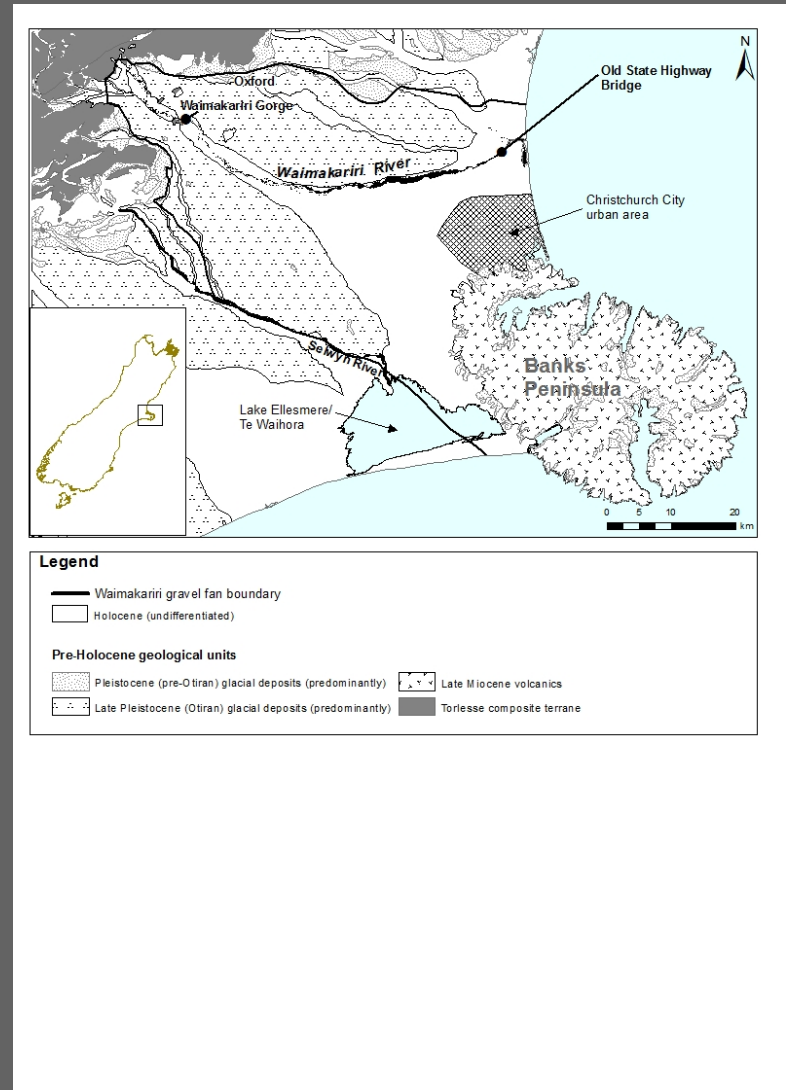 N
Old State Highway
Bridge
Oxford
Waimakariri Gorge
Waimakariri River
Christchurch City
urban area
Selwyn River
Banks
Peninsula
Lake Ellesmere/
Te Waihora
0 5 10 20
km
Legend
Waimakariri gravel fan boundary
Holocene (undifferentiated)
Pre-Holocene geological units
Pleistocene (pre-Otiran) glacial deposits (predominantly)
Late Miocene volcanics
Late Pleistocene (Otiran) glacial deposits (predominantly)
Torlesse composite terrane